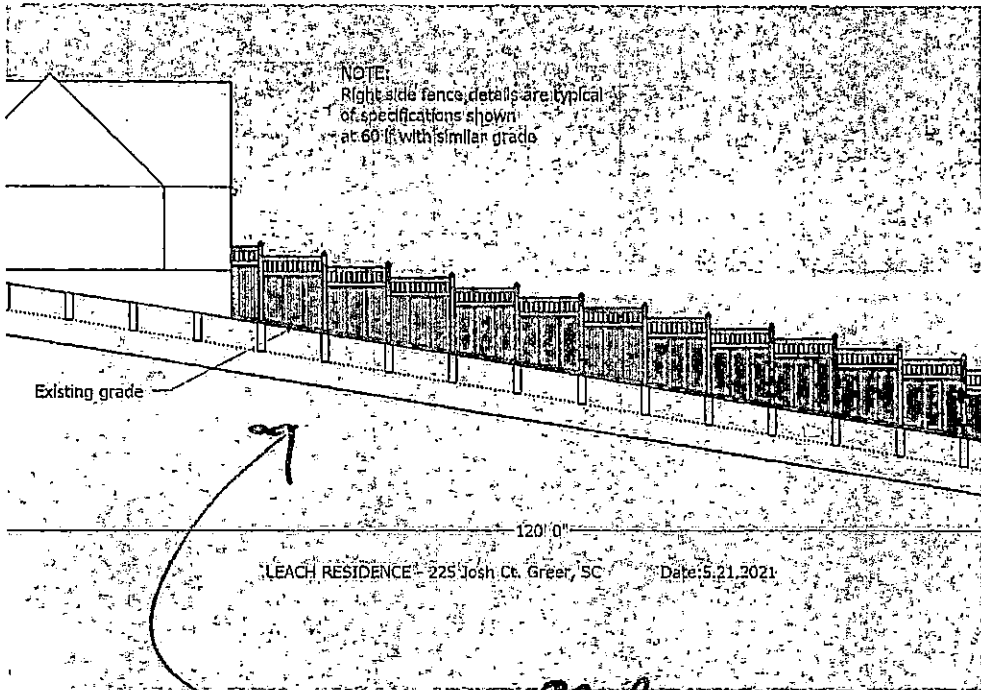 NOTE:
Right side fence details are typical
of specifications shown
at 60 lf with similar grade
Existing grade
120' 0"
LEACH RESIDENCE - 225 Josh Ct. Greer, SC Date:5.21.2021